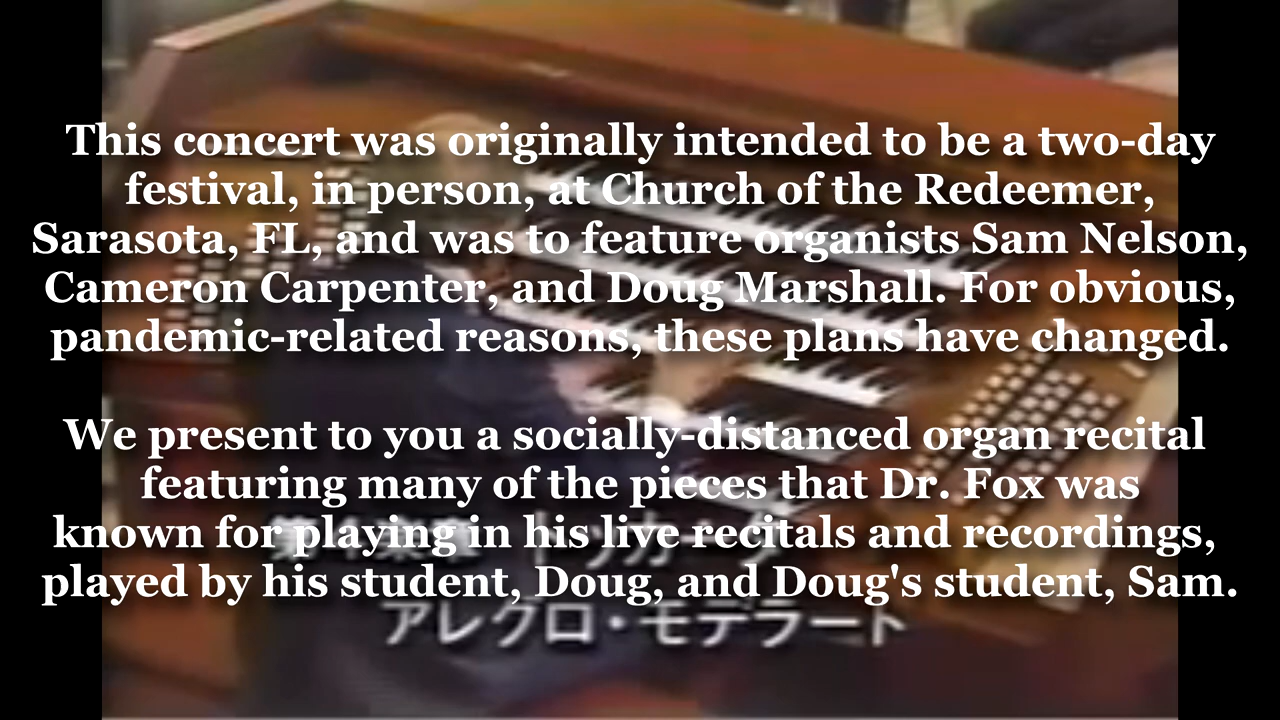 This concert was originally intended to be a two-day
festival, in person, at Church of the Redeemer,
Sarasota, FL, and was to feature organists Sam Nelson,
Cameron Carpenter, and Doug Marshall. For obvious,
pandemic-related reasons, these plans have changed.
We present to you a socially-distanced organ recital
featuring many of the pieces that Dr. Fox was
known for playing in his live recitals and recordings,
played by his student, Doug, and Doug's student, Sam.
アレグロ・モデラート